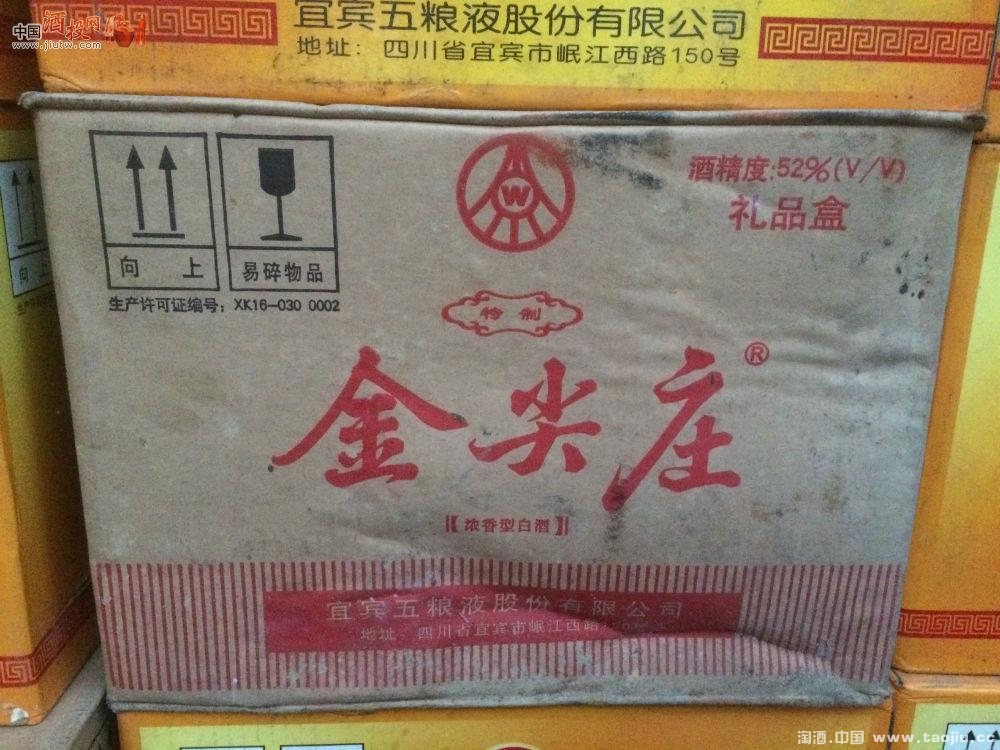 中国酒投网
www.jiutw.com
宜宾五粮液股份有限公司
地址：四川省宜宾市岷江西路150号
向 上
易碎物品
生产许可证编号：XK16-030 0002
W
酒精度:52%(V/V)
礼品盒
特制
金尖庄®
【浓香型白酒】
宜宾五粮液股份有限公司
地址：四川省宜宾市岷江西路
淘酒.中国 www.taojiu.cc